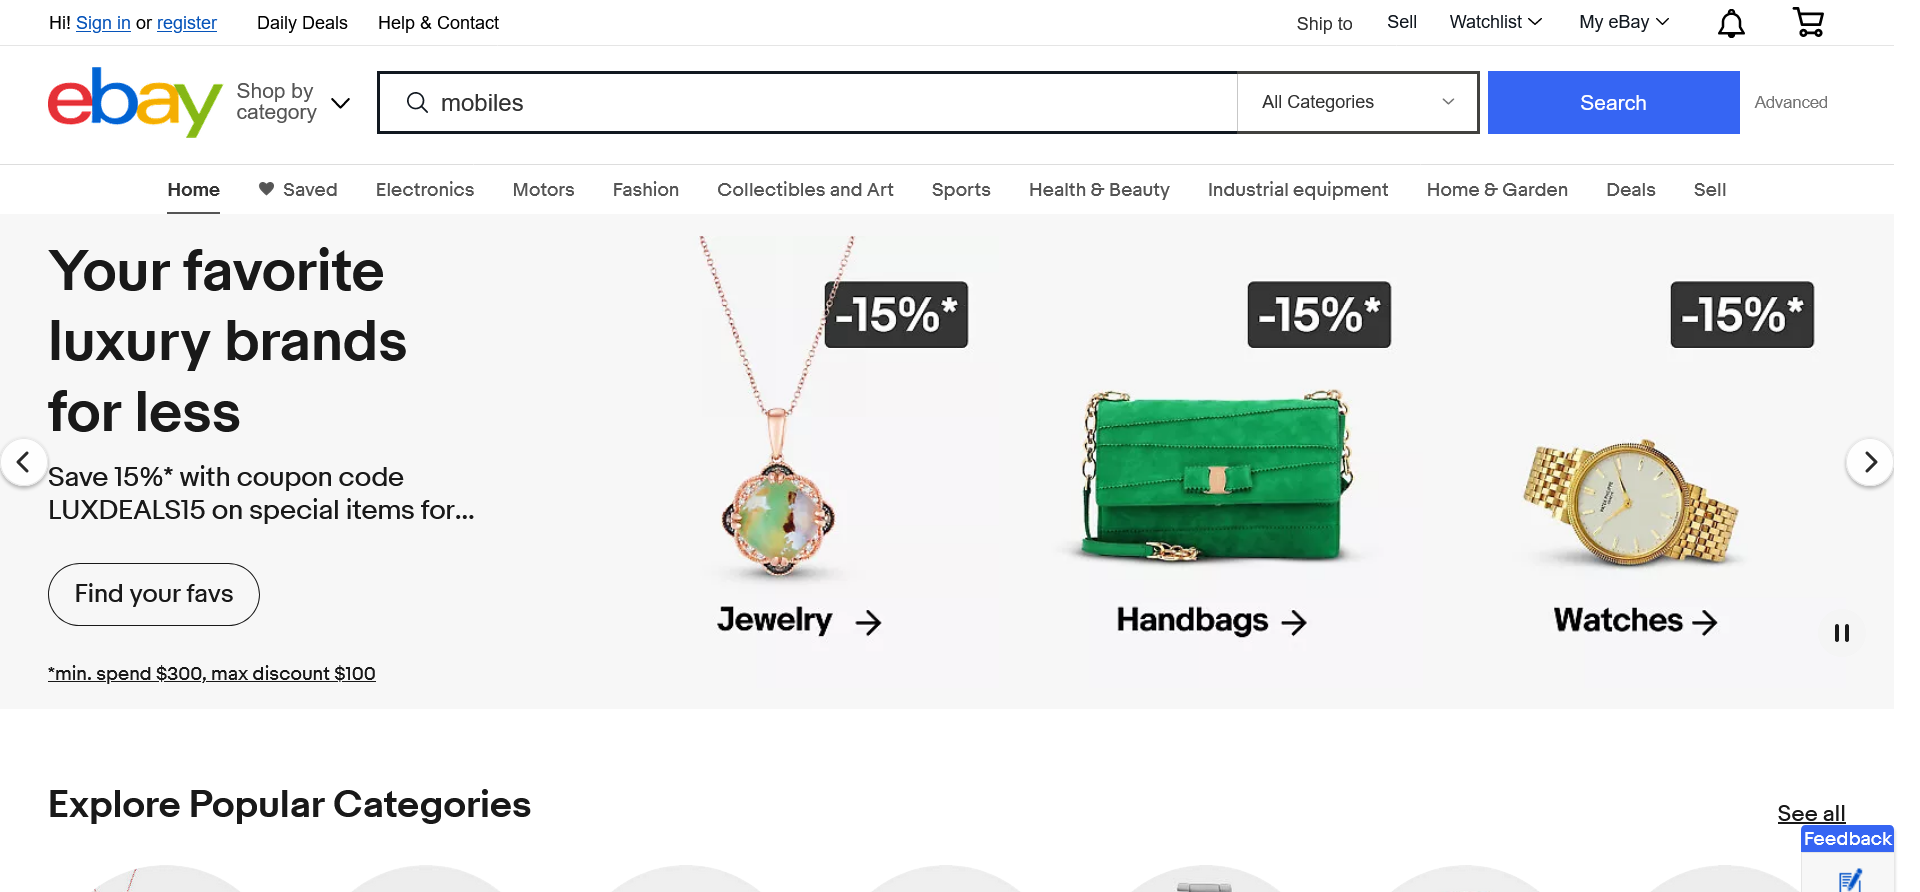 Hi! Sign in or register
Daily Deals
Help & Contact
Ship to
Sell
Watchlist
My eBay
ebay
Shop by
category
mobiles
All Categories
Search
Advanced
Home
Saved
Electronics
Motors
Fashion
Collectibles and Art
Sports
Health & Beauty
Industrial equipment
Home & Garden
Deals
Sell
Your favorite
luxury brands
for less
Save 15%* with coupon code
LUXDEALS15 on special items for...
Find your favs
*min. spend $300, max discount $100
-15%*
-15%*
-15%*
Jewelry
Handbags
Watches
Explore Popular Categories
See all
Feedback